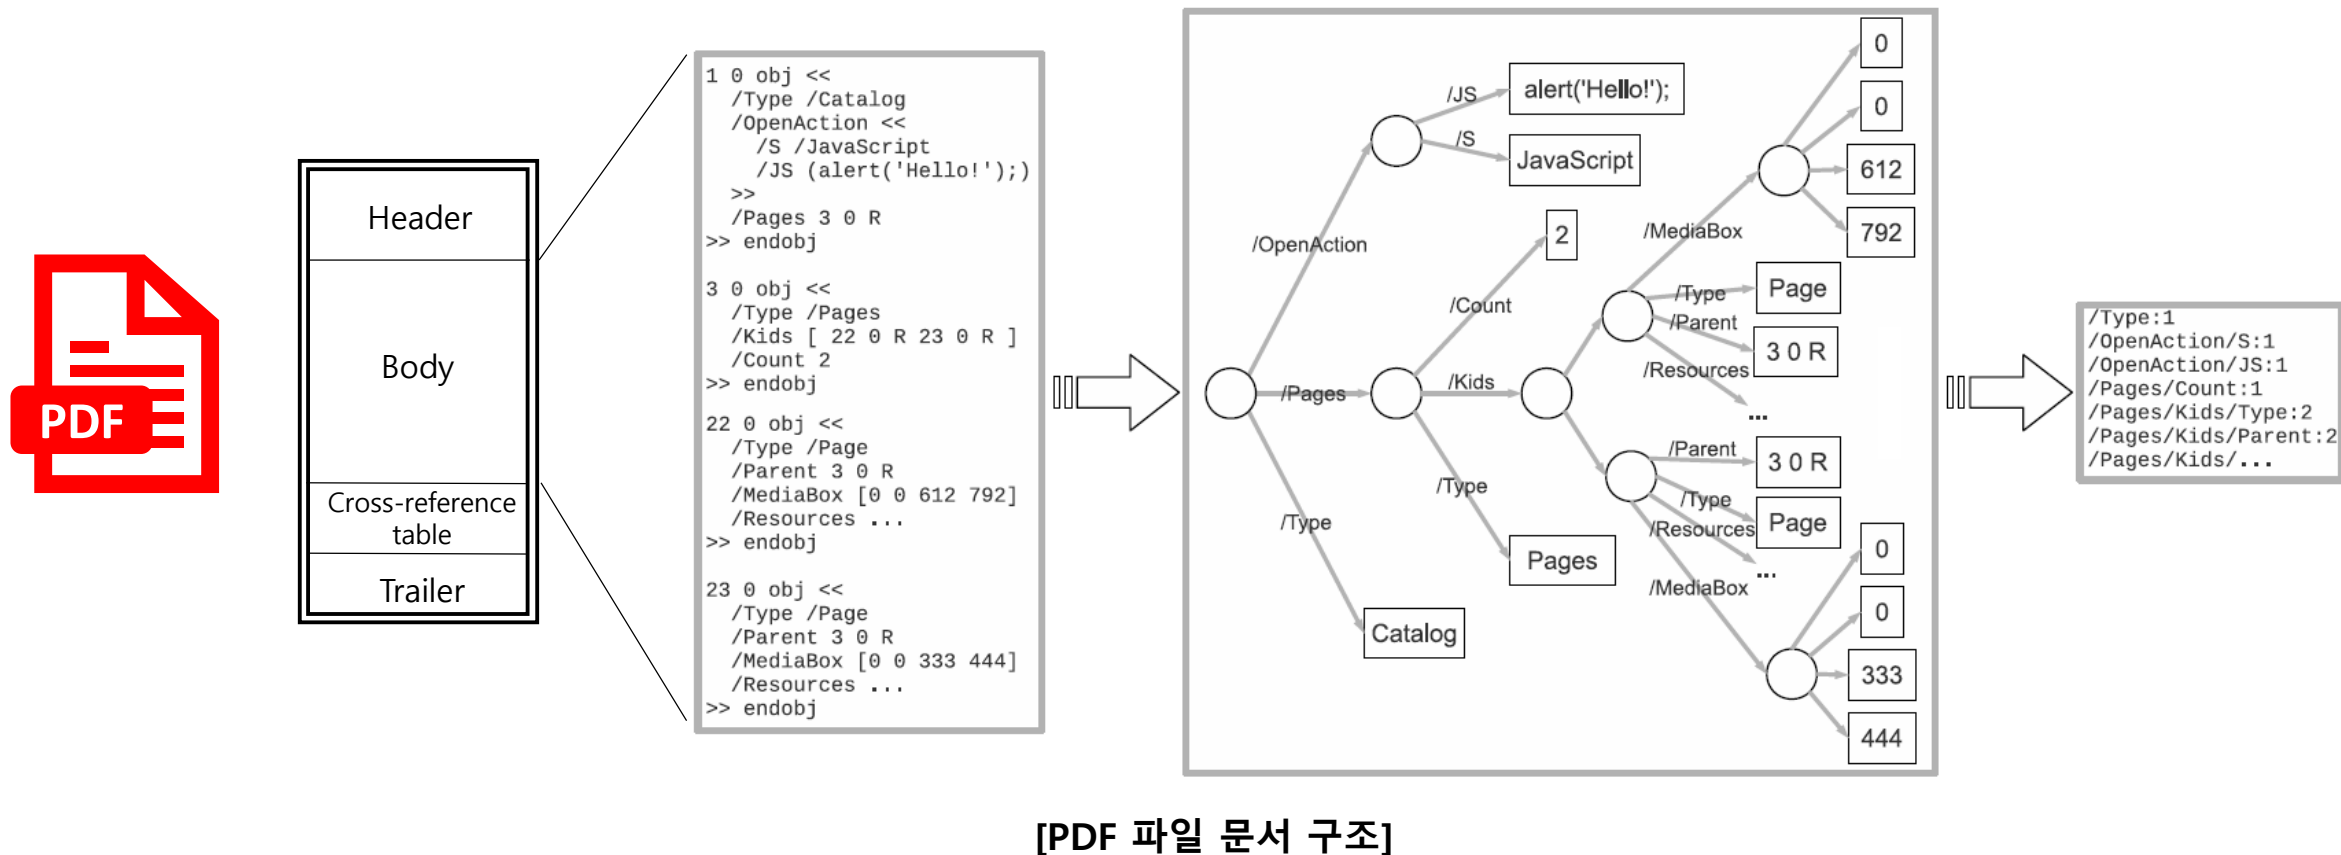 PDF
Header
Body
Cross-reference
table
Trailer
1 0 obj <<
/Type /Catalog
/OpenAction <<
/S /JavaScript
/JS (alert('Hello!');)
>>
/Pages 3 0 R
>> endobj
3 0 obj <<
/Type /Pages
/Kids [ 22 0 R 23 0 R ]
/Count 2
>> endobj
22 0 obj <<
/Type /Page
/Parent 3 0 R
/MediaBox [0 0 612 792]
/Resources ...
>> endobj
23 0 obj <<
/Type /Page
/Parent 3 0 R
/MediaBox [0 0 333 444]
/Resources ...
>> endobj
/OpenAction
/JS
alert('Hello!');
/S
JavaScript
/Pages
/Count
2
/Kids
/Type
Pages
/Type
Catalog
/MediaBox
0
0
612
792
/Type
Page
/Parent
3 0 R
/Resources
...
/Parent
3 0 R
/Type
Page
/Resources
...
/MediaBox
0
0
333
444
/Type:1
/OpenAction/S:1
/OpenAction/JS:1
/Pages/Count:1
/Pages/Kids/Type:2
/Pages/Kids/Parent:2
/Pages/Kids/...
[PDF 파일 문서 구조]